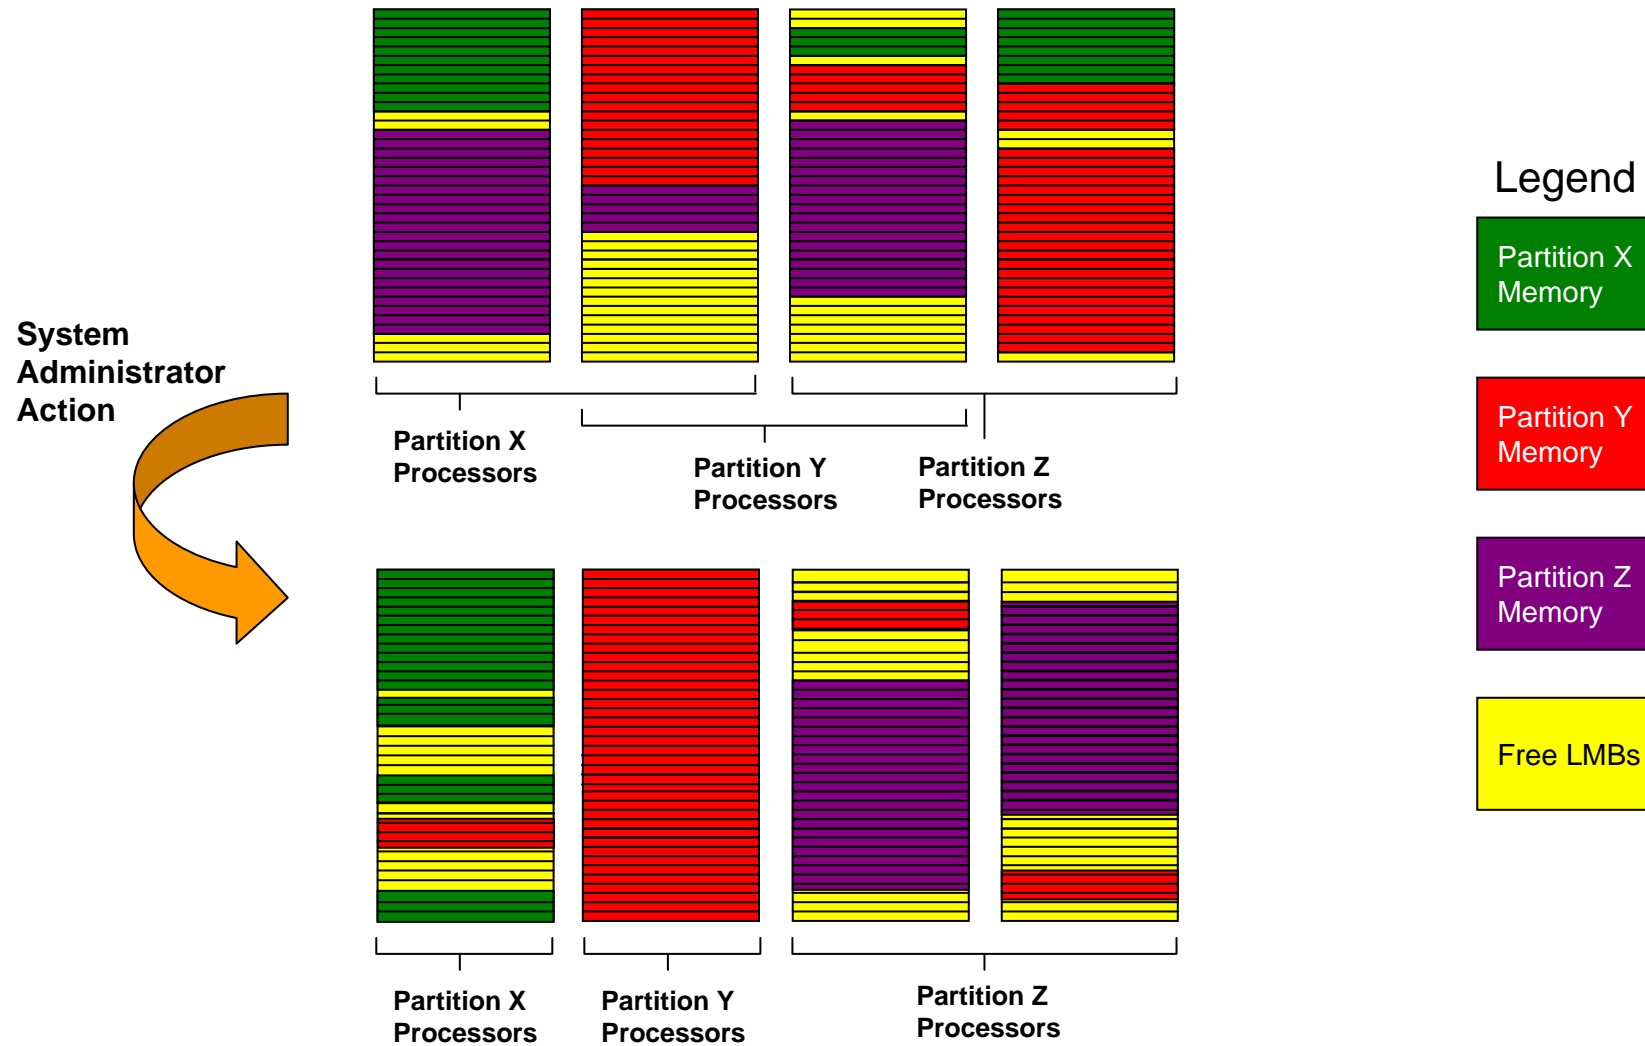 Legend
Partition X
Memory
Partition Y
Memory
Partition Z
Memory
Free LMBs
System
Administrator
Action
Partition X
Processors
Partition Y
Processors
Partition Z
Processors
Partition X
Processors
Partition Y
Processors
Partition Z
Processors